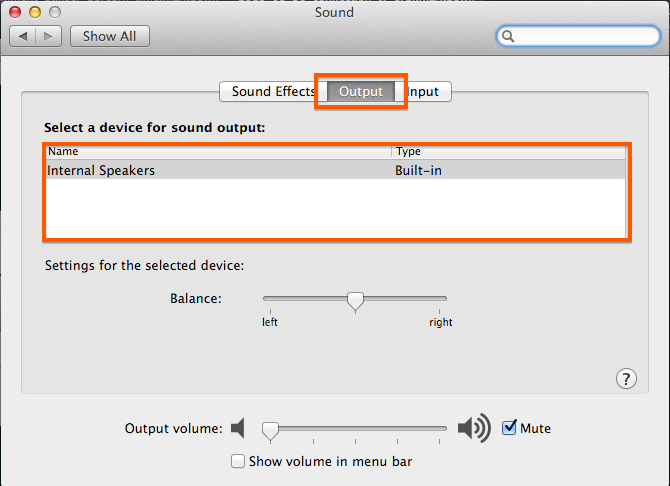 Sound
Show All
Sound Effects Output Input
Select a device for sound output:
Name Type
Internal Speakers Built-in
Settings for the selected device:
Balance:
left right
?
Output volume: Mute
Show volume in menu bar